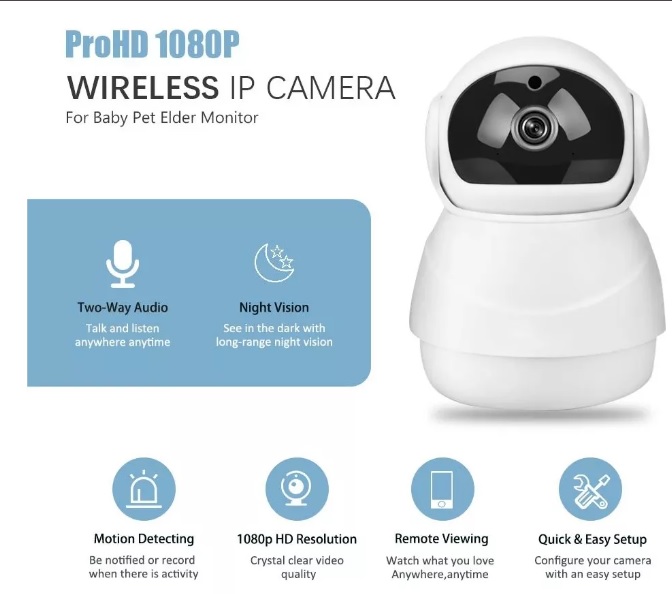 ProHD 1080P
WIRELESS IP CAMERA
For Baby Pet Elder Monitor
Two-Way Audio
Talk and listen
anywhere anytime
Night Vision
See in the dark with
long-range night vision
Motion Detecting
Be notified or record
when there is activity
1080p HD Resolution
Crystal clear video
quality
Remote Viewing
Watch what you love
Anywhere,anytime
Quick & Easy Setup
Configure your camera
with an easy setup